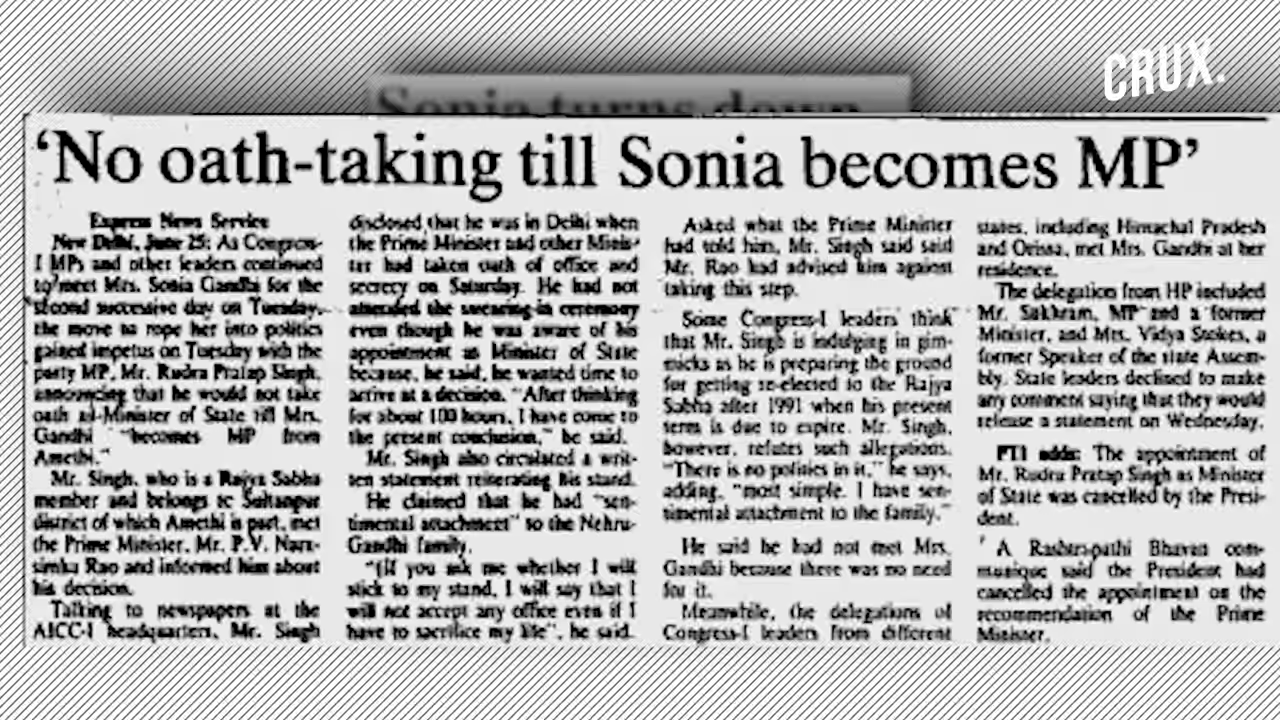 CRUX.
Sonia turns down
‘No oath-taking till Sonia becomes MP’
Express News Service
New Delhi, June 25: As Congress-
I MPs and other leaders continued
to meet Mrs. Sonia Gandhi for the
second successive day on Tuesday,
the move to rope her into politics
gained impetus on Tuesday with the
party MP, Mr. Rudra Pratap Singh,
announcing that he would not take
oath as Minister of State till Mrs.
Gandhi "becomes MP from
Amethi."
Mr. Singh, who is a Rajya Sabha
member and belongs to Sultanpur
district of which Amethi is part, met
the Prime Minister, Mr. P.V. Nara-
simha Rao and informed him about
his decision.
Talking to newspapers at the
AICC-I headquarters, Mr. Singh
disclosed that he was in Delhi when
the Prime Minister and other Minis-
ter had taken oath of office and
secrecy on Saturday. He had not
attended the swearing-in ceremony
even though he was aware of his
appointment as Minister of State
because, he said, he wanted time to
arrive at a decision. "After thinking
for about 100 hours, I have come to
the present conclusion," he said.
Mr. Singh also circulated a writ-
ten statement reiterating his stand.
He claimed that he had "sen-
timental attachment" to the Nehru-
Gandhi family.
"(If you ask me whether I will
stick to my stand, I will say that I
will not accept any office even if I
have to sacrifice my life", he said.
Asked what the Prime Minister
had told him, Mr. Singh said said
Mr. Rao had advised him against
taking this step.
Some Congress-I leaders think
that Mr. Singh is indulging in gim-
micks as he is preparing the ground
for getting re-elected to the Rajya
Sabha after 1991 when his present
term is due to expire. Mr. Singh,
however, refutes such allegations.
"There is no politics in it," he says,
adding, "most simple. I have sen-
timental attachment to the family."
He said he had not met Mrs.
Gandhi because there was no need
for it.
Meanwhile, the delegations of
Congress-I leaders from different
states, including Himachal Pradesh
and Orissa, met Mrs. Gandhi at her
residence.
The delegation from HP included
Mr. Sukhram, MP and a former
Minister, and Mrs. Vidya Stokes, a
former Speaker of the state Assem-
bly. State leaders declined to make
any comment saying that they would
release a statement on Wednesday.
PTI adds: The appointment of
Mr. Rudra Pratap Singh as Minister
of State was cancelled by the Presi-
dent.
A Rashtrapathi Bhavan com-
munique said the President had
cancelled the appointment on the
recommendation of the Prime
Minister.